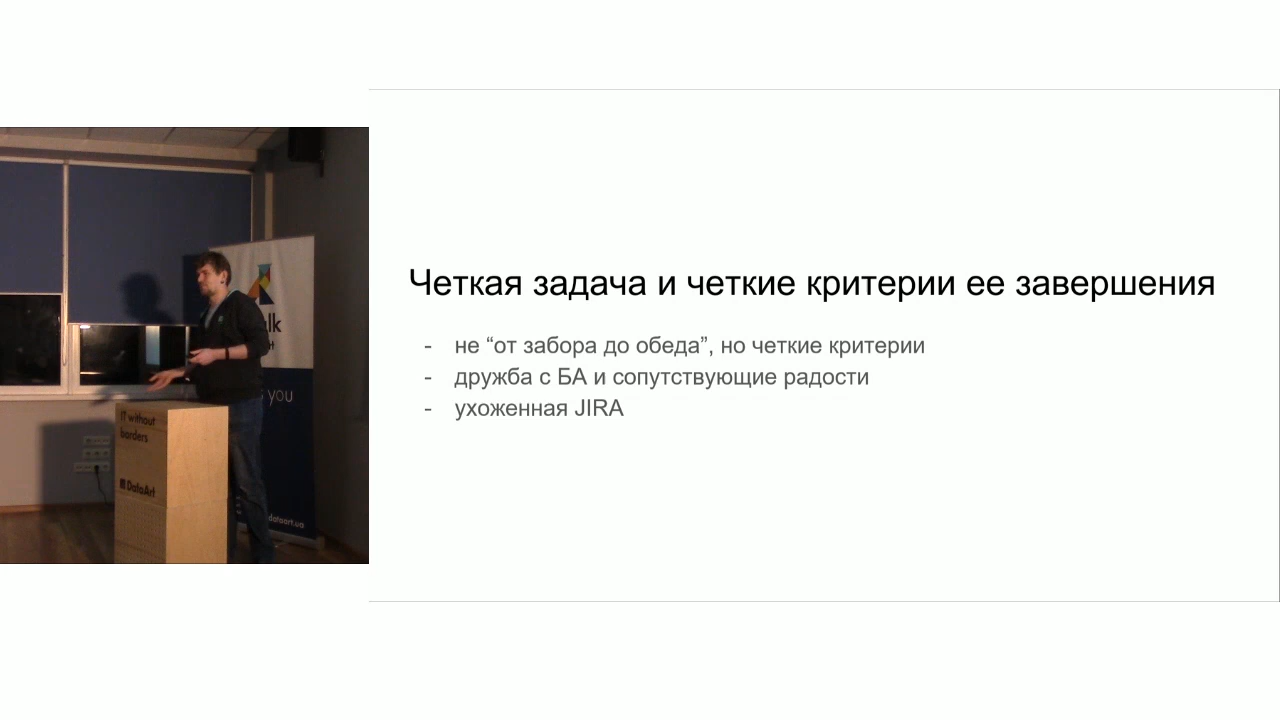 Четкая задача и четкие критерии ее завершения
- не “от забора до обеда”, но четкие критерии
- дружба с БА и сопутствующие радости
- ухоженная JIRA
lk
s you
IT without
borders
DataArt
dataart.ua